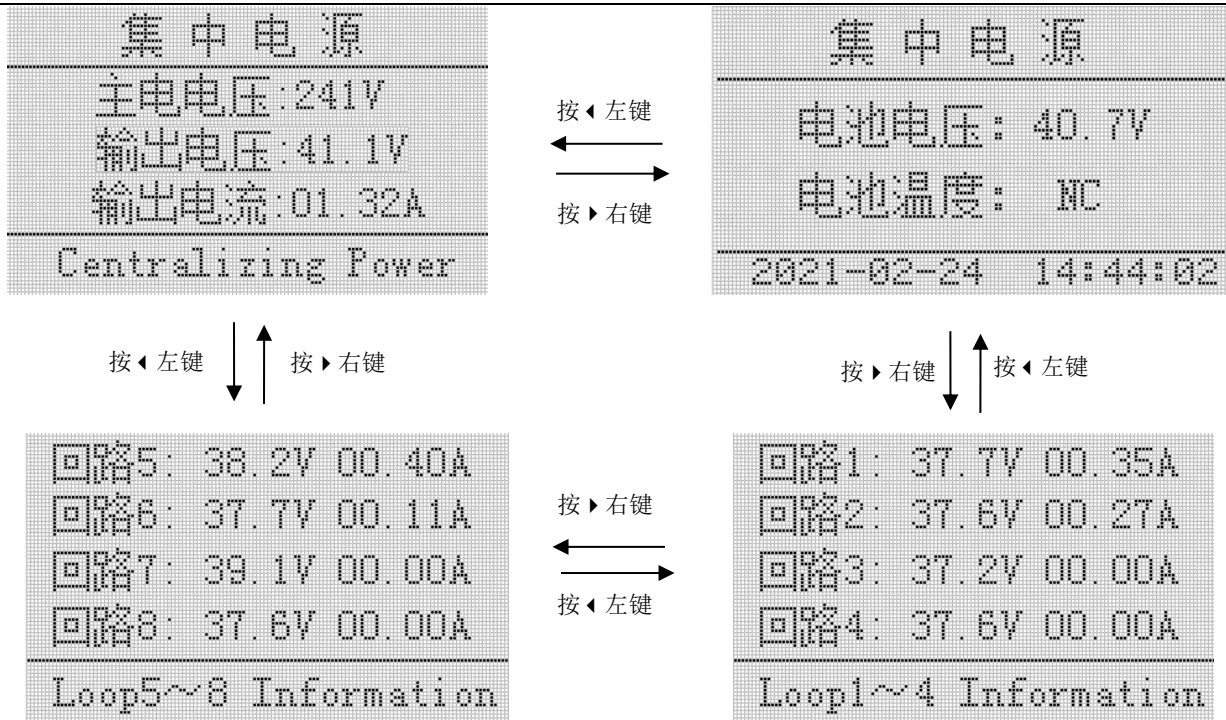 集中电源
主电电压:241V
输出电压:41.1V
输出电流:01.32A
Centralizing Power
按◀左键
按▶右键
集中电源
电池电压: 40.7V
电池温度: NC
2021-02-24 14:44:02
按◀左键
按▶右键
按▶右键
按◀左键
回路5: 38.2V 00.40A
回路6: 37.7V 00.11A
回路7: 39.1V 00.00A
回路8: 37.6V 00.00A
Loop5~8 Information
按▶右键
按◀左键
回路1: 37.7V 00.35A
回路2: 37.6V 00.27A
回路3: 37.2V 00.00A
回路4: 37.6V 00.00A
Loop1~4 Information